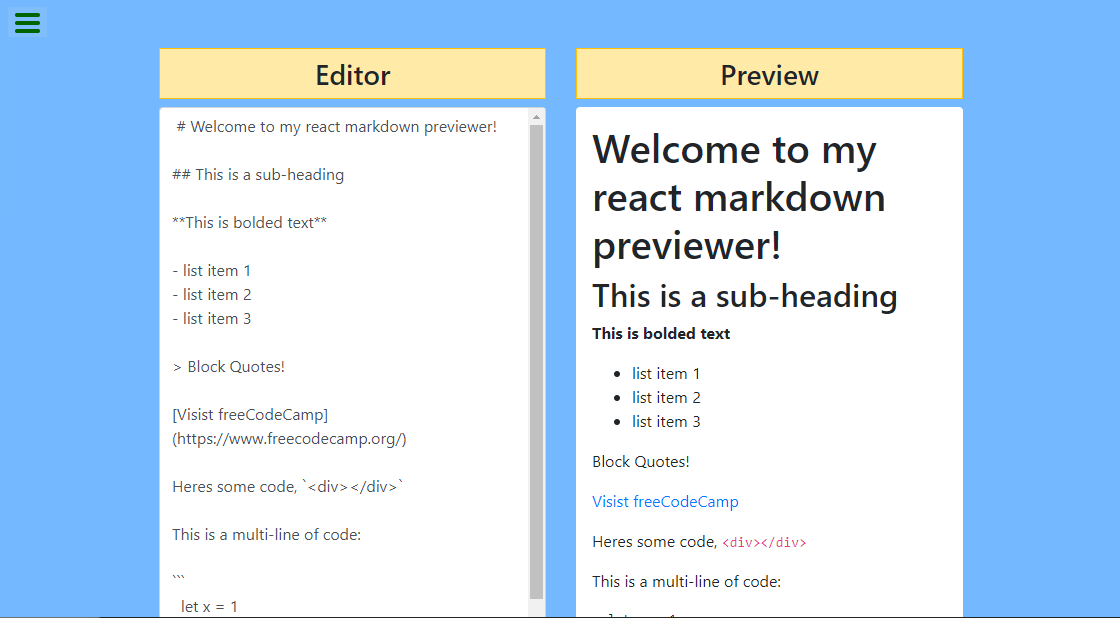 Editor
# Welcome to my react markdown previewer!
## This is a sub-heading
**This is bolded text**
- list item 1
- list item 2
- list item 3
> Block Quotes!
[Visist freeCodeCamp]
(https://www.freecodecamp.org/)
Heres some code, `<div></div>`
This is a multi-line of code:
```
let x = 1
Preview
Welcome to my
react markdown
previewer!
This is a sub-heading
This is bolded text
• list item 1
• list item 2
• list item 3
Block Quotes!
Visist freeCodeCamp
Heres some code, <div></div>
This is a multi-line of code: